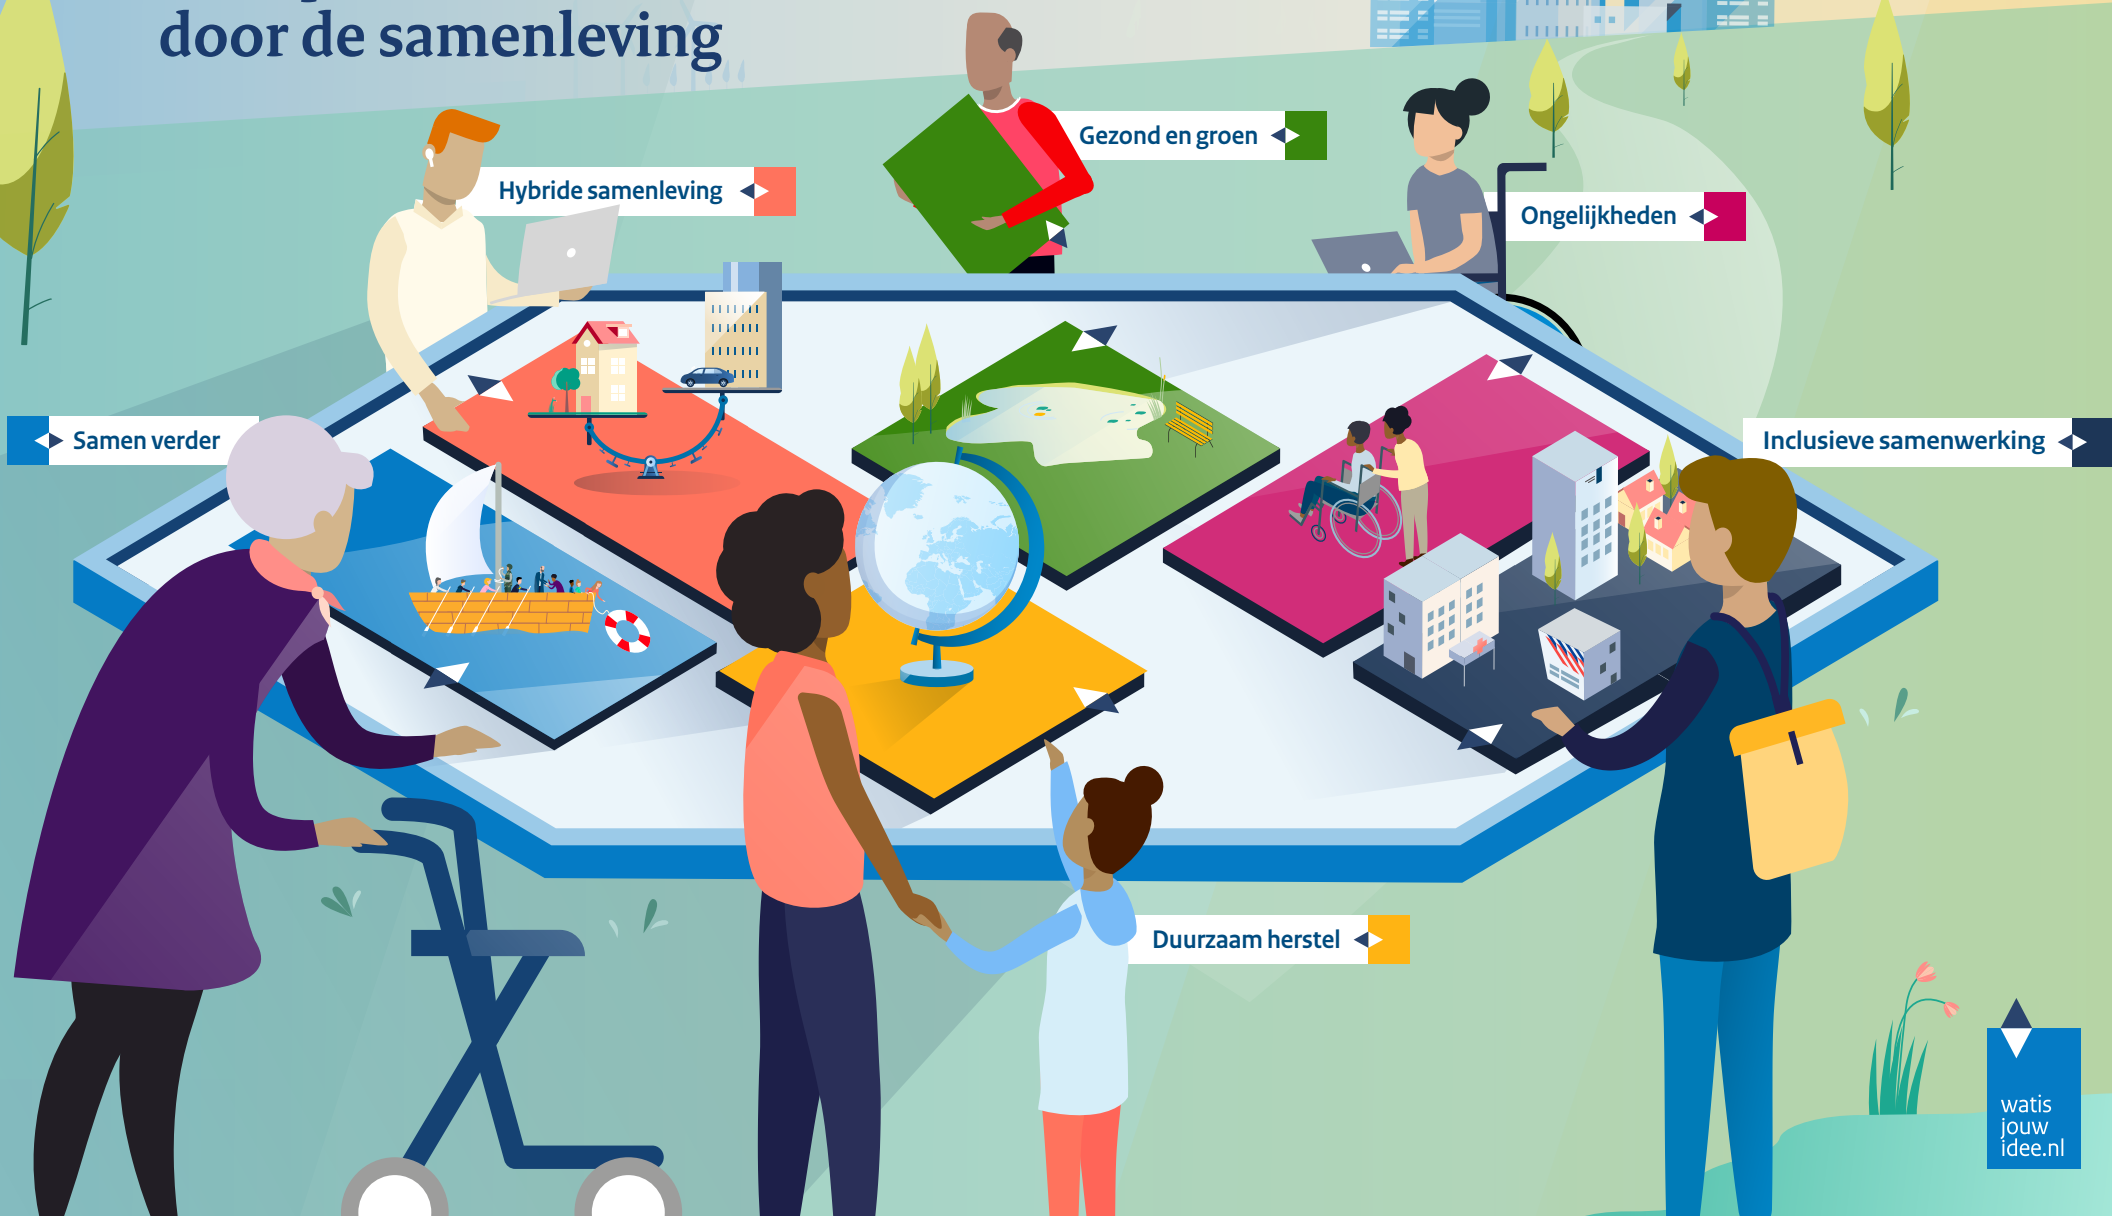 door de samenleving
Gezond en groen
Hybride samenleving
Ongelijkheden
Samen verder
Inclusieve samenwerking
Duurzaam herstel
watis
jouw
idee.nl